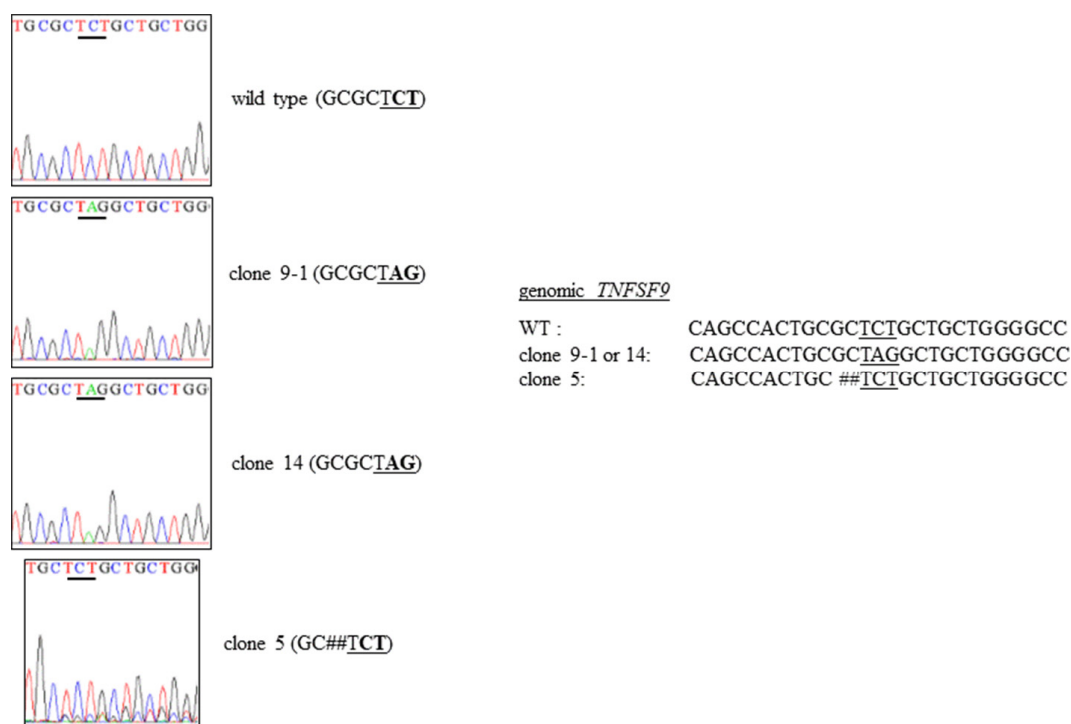 TGCGCTCTGCTGCTGG
wild type (GCGCTCT)
TGCGCTAGGCTGCTGG
clone 9-1 (GCGCTAG)
genomic TNFSF9
WT : CAGCCACTGCGCTCTGCTGCTGGGGCC
clone 9-1 or 14: CAGCCACTGCGCTAGGCTGCTGGGGCC
clone 5: CAGCCACTGC ##TCTGCTGCTGGGGCC
TGCGCTAGGCTGCTGG
clone 14 (GCGCTAG)
TGCTCTGCTGCTGG
clone 5 (GC##TCT)